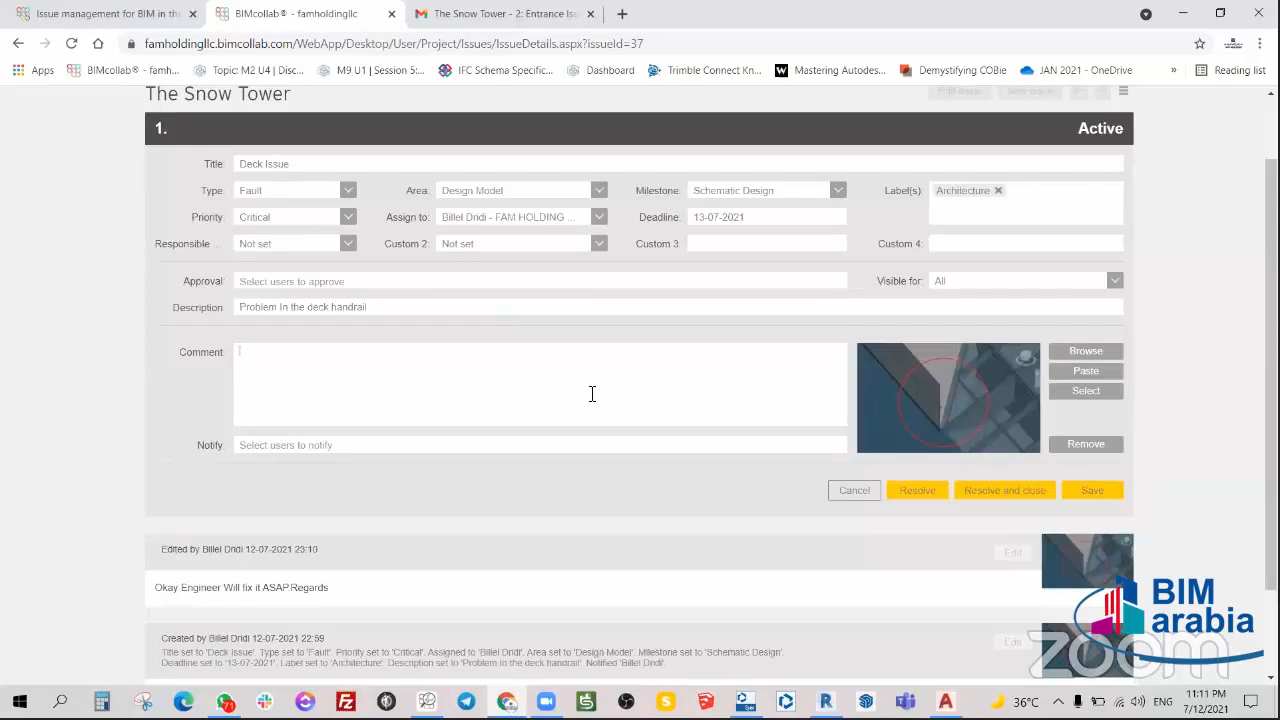 Issue management for BIM in the
BIMcollab® - famholdingllc
The Snow Tower - 2: Entrance Iss
famholdingllc.bimcollab.com/WebApp/Desktop/User/Project/Issues/IssueDetails.aspx?issueId=37
Apps
BIMcollab® - famh...
Topic: M2 U4 | Disc...
M9 U1 | Session 5:...
IFC Schema Specific...
Dashboard
Trimble Connect Kn...
Mastering Autodes...
Demystifying COBie
JAN 2021 - OneDrive
»
Reading list
The Snow Tower
1.
Active
Title:
Deck Issue
Type:
Fault
Area:
Design Model
Milestone:
Schematic Design
Label(s):
Architecture
Priority:
Critical
Assign to:
Billel Dridi - FAM HOLDING ...
Deadline:
13-07-2021
Responsible ...
Not set
Custom 2:
Not set
Custom 3:
Custom 4:
Approval:
Select users to approve
Visible for:
All
Description:
Problem In the deck handrail
Comment:
Browse
Paste
Select
Remove
Notify:
Select users to notify
Cancel
Resolve
Resolve and close
Save
Edited by Billel Dridi 12-07-2021 23:10
Edit
Okay Engineer Will fix it ASAP.Regards
Created by Billel Dridi 12-07-2021 22:59
Edit
Title set to 'Deck Issue'. Type set to 'Fault'. Priority set to 'Critical'.
Area set to 'Design Model'. Milestone set to 'Schematic Design'.
Deadline set to '13-07-2021'. Label set to 'Architecture'. Description set to 'Problem in the deck handrail'. Notified 'Billel Dridi'.
BIM
arabia
zoom
36°C
ENG
11:11 PM
7/12/2021